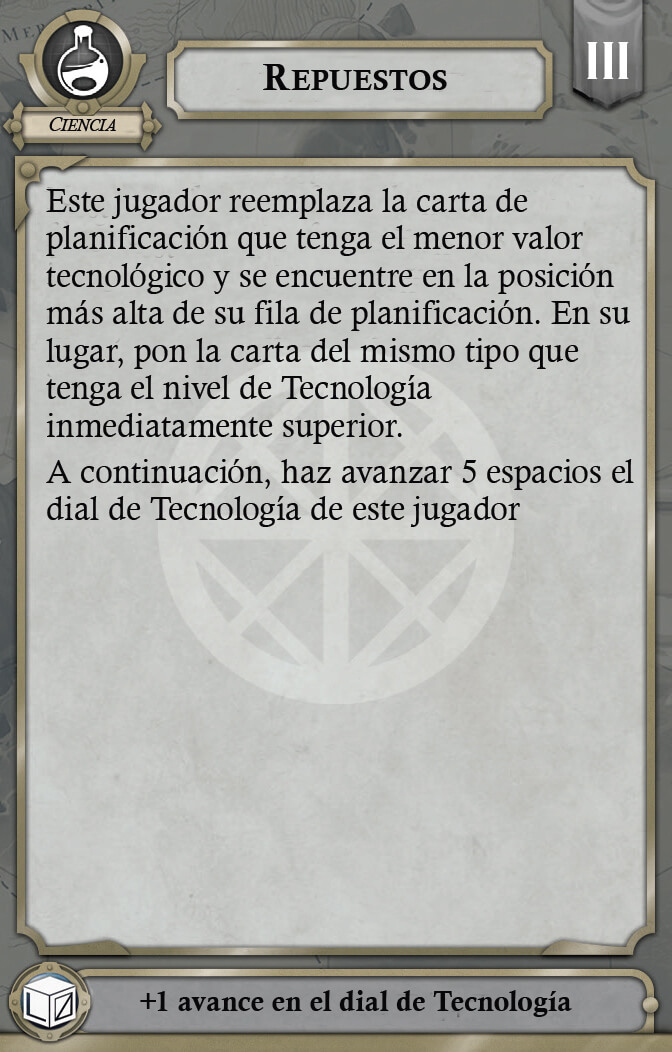 REPUESTOS
III
CIENCIA
Este jugador reemplaza la carta de
planificación que tenga el menor valor
tecnológico y se encuentre en la posición
más alta de su fila de planificación. En su
lugar, pon la carta del mismo tipo que
tenga el nivel de Tecnología
inmediatamente superior.
A continuación, haz avanzar 5 espacios el
dial de Tecnología de este jugador
+1 avance en el dial de Tecnología